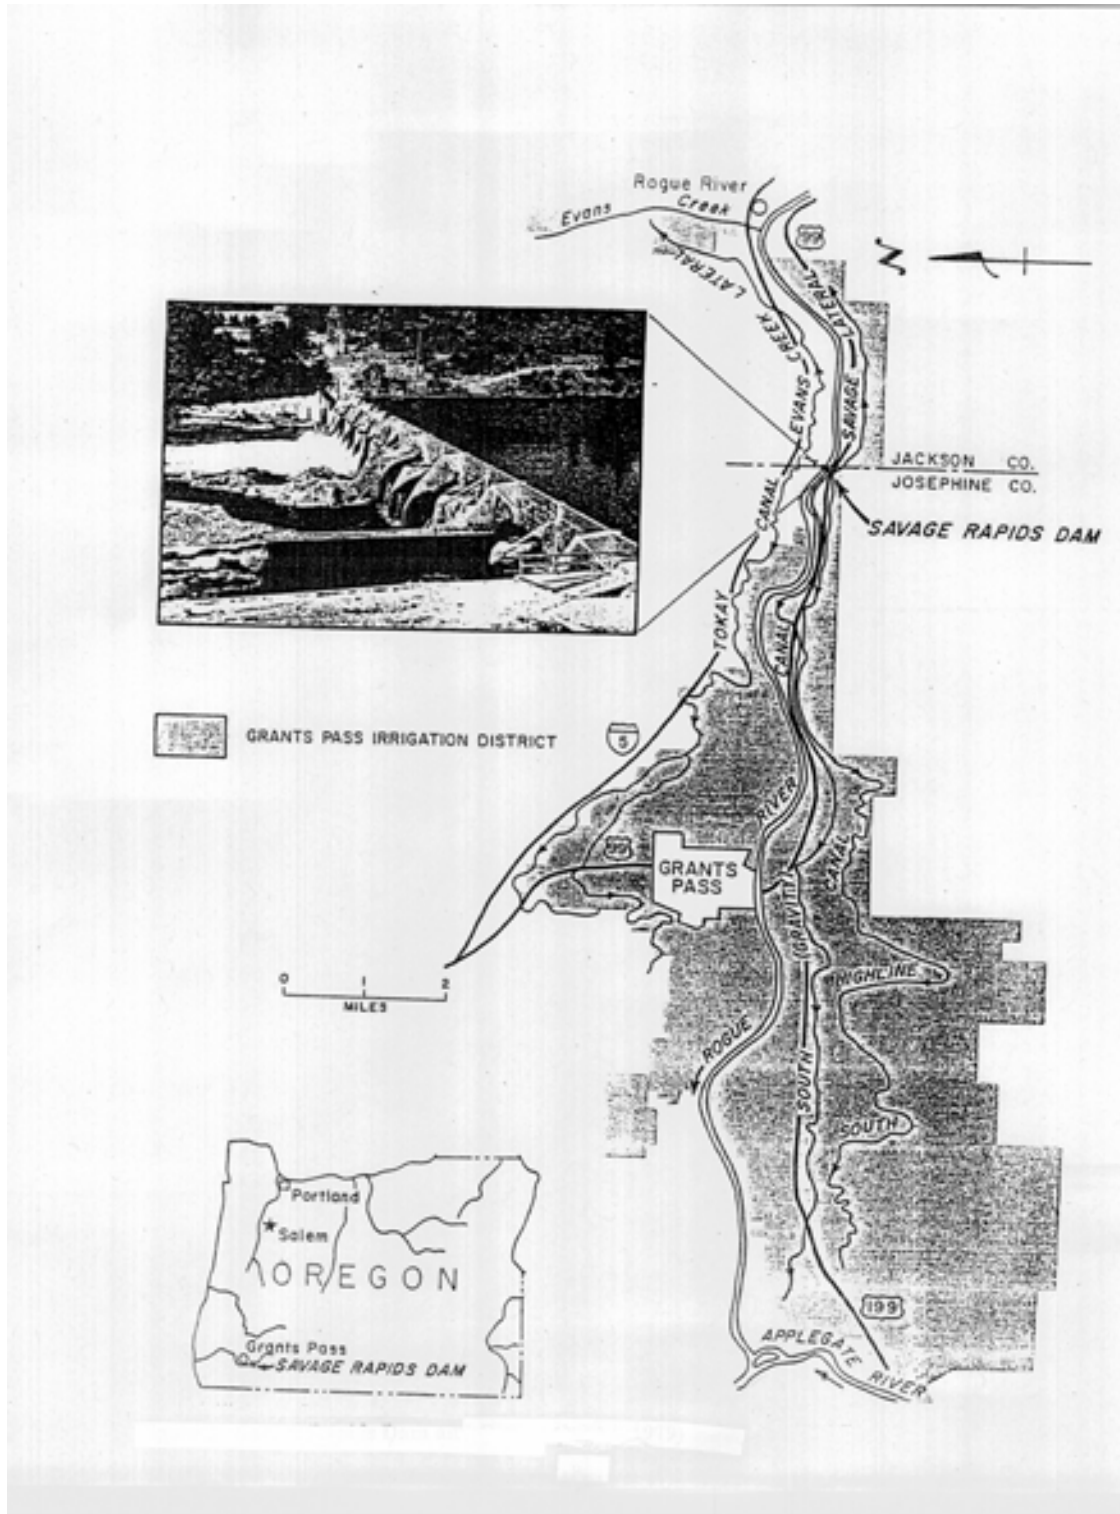 Rogue River
Evans Creek
99
N
LATERAL
EVANS CREEK
SAVAGE LATERAL
JACKSON CO.
JOSEPHINE CO.
SAVAGE RAPIDS DAM
TOKAY CANAL
CANAL
GRANTS PASS IRRIGATION DISTRICT
5
ROGUE RIVER
99
GRANTS
PASS
SOUTH (GRAVITY)
SOUTH HIGHLINE CANAL
0 1 2
MILES
Portland
Salem
OREGON
Grants Pass
SAVAGE RAPIDS DAM
199
APPLEGATE RIVER